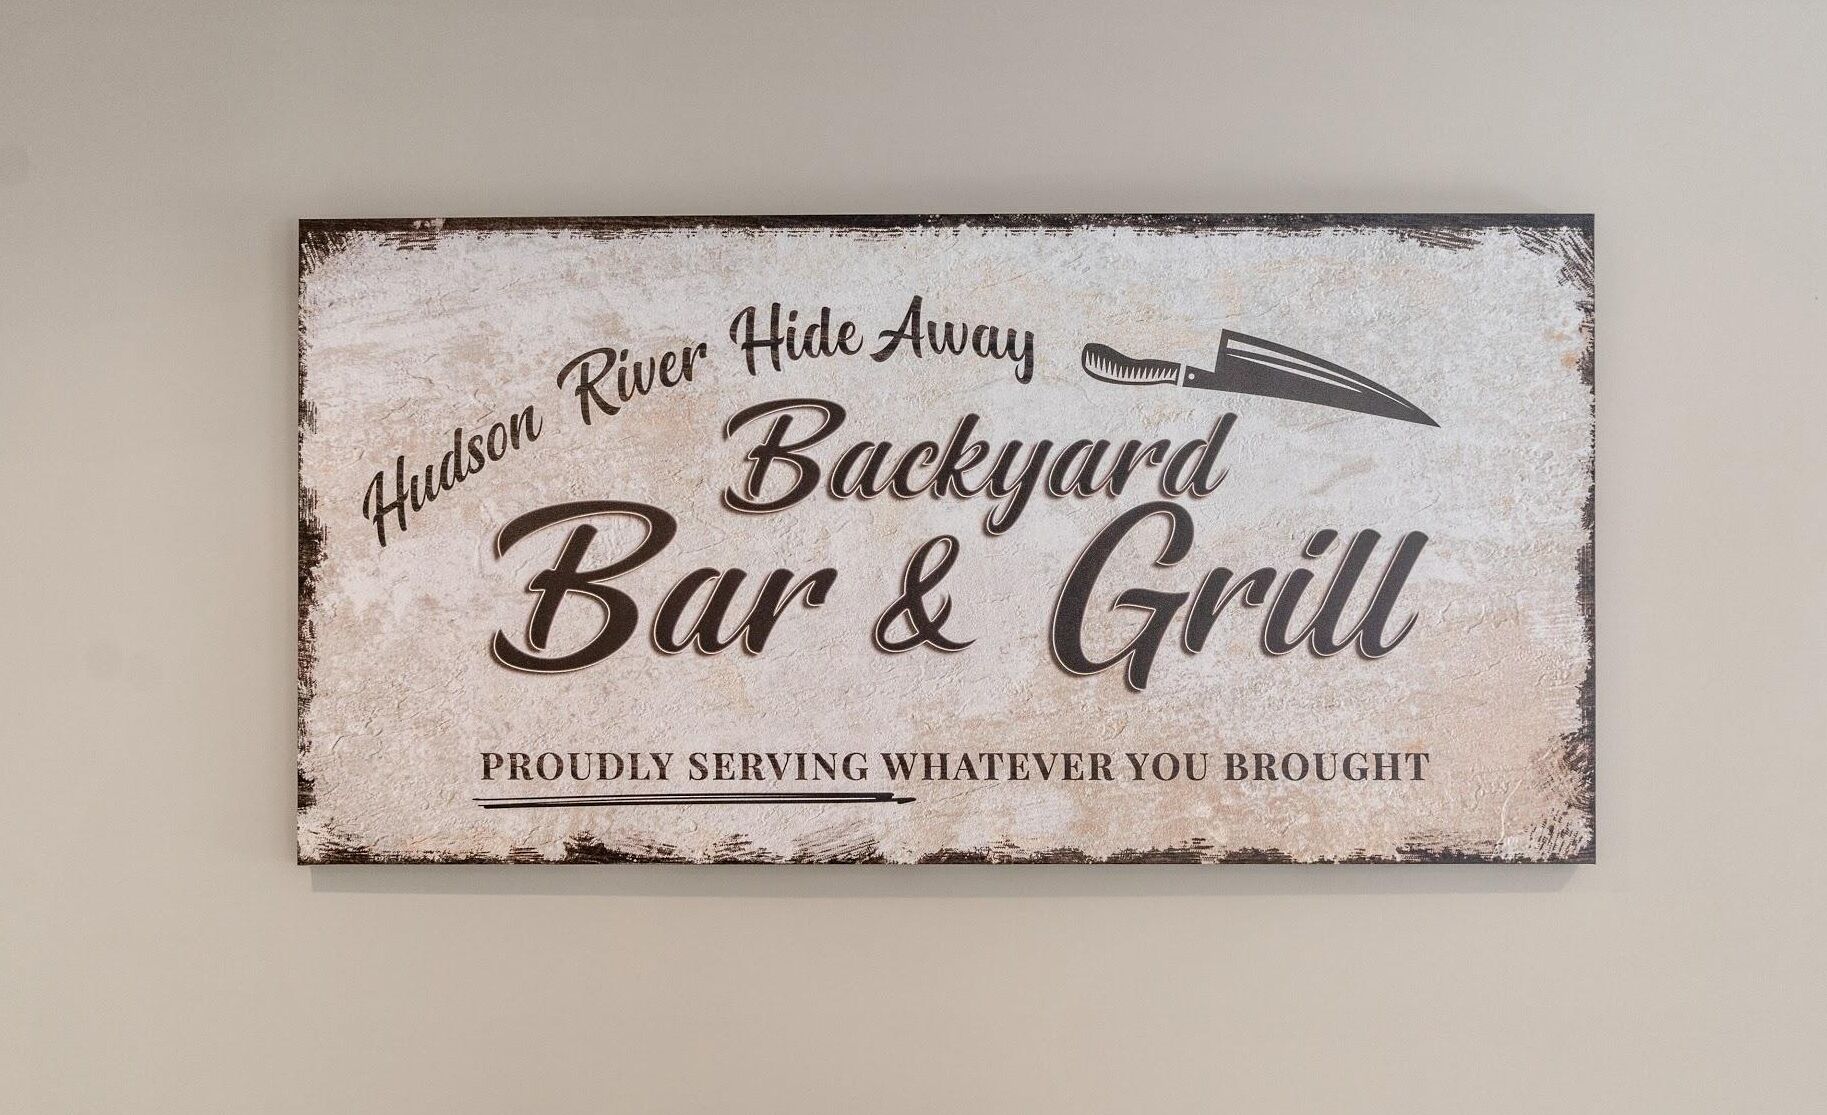 Hudson River Hide Away
Backyard
Bar & Grill
PROUDLY SERVING WHATEVER YOU BROUGHT